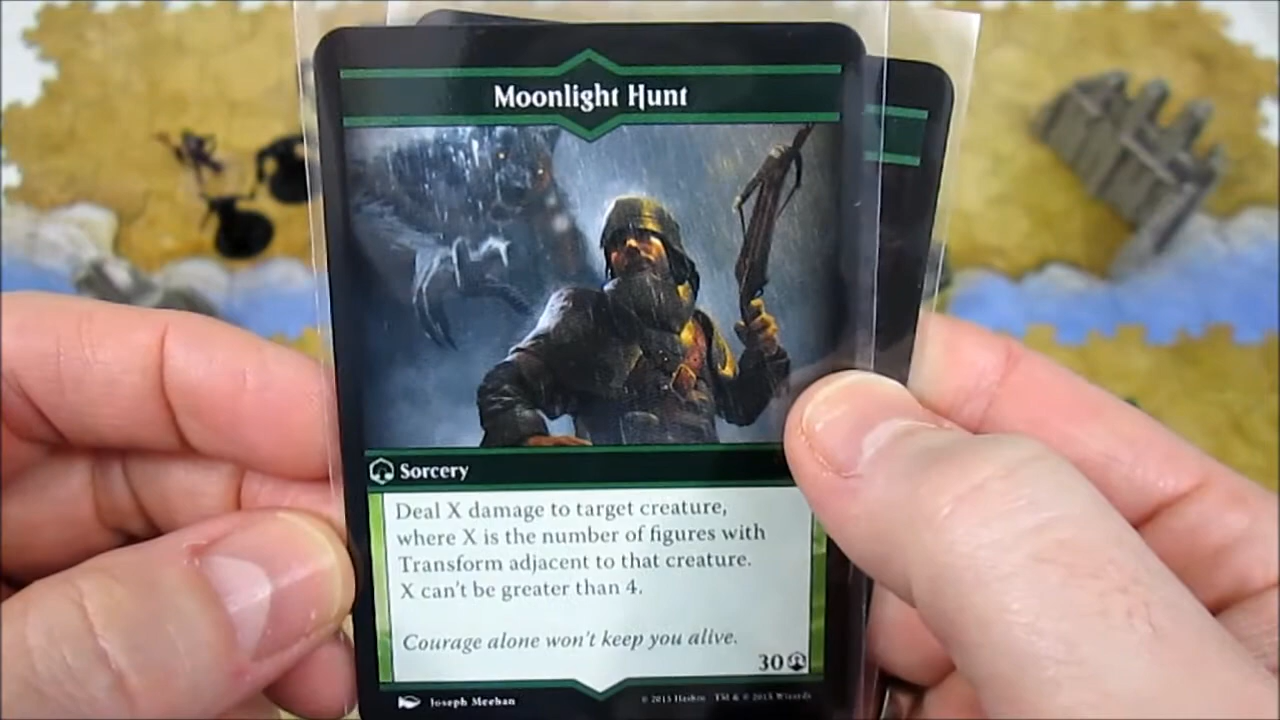 Moonlight Hunt
Sorcery
Deal X damage to target creature,
where X is the number of figures with
Transform adjacent to that creature.
X can't be greater than 4.
Courage alone won't keep you alive.
30
Joseph Meehan
© 2015 Hasbro TM & © 2015 Wizards